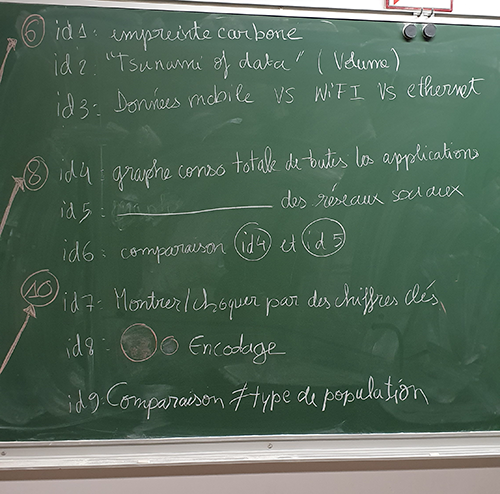 6 id1: empreinte carbone
id2: "Tsunami of data" (Volume)
id3: Données mobile VS WiFI VS ethernet
8 id4: graphe conso totale de toutes les applications
id5: ______ des réseaux sociaux
id6: comparaison id4 et id5
10 id7: Montrer/choquer par des chiffres clés
id8: Encodage
id9: Comparaison ≠ type de population